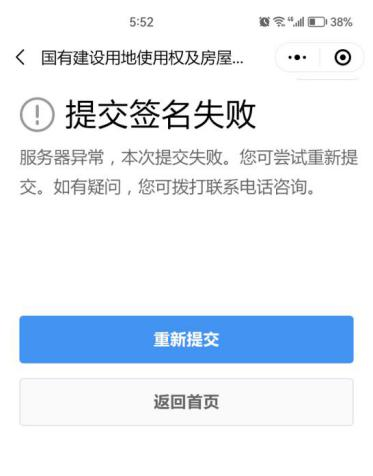 5:52
38%
国有建设用地使用权及房屋...
提交签名失败
服务器异常，本次提交失败。您可尝试重新提
交。如有疑问，您可拨打联系电话咨询。
重新提交
返回首页